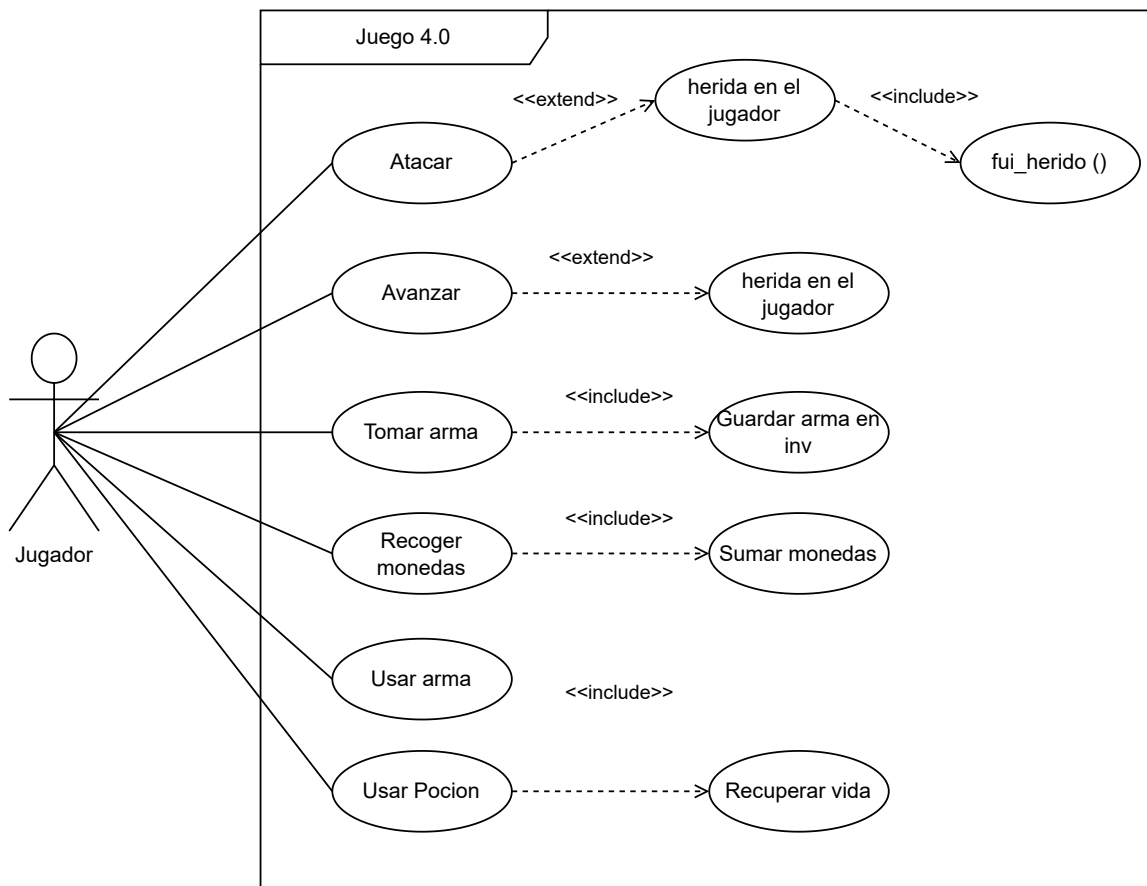 Juego 4.0
<<extend>>
herida en el
jugador
<<include>>
Atacar
fui_herido ()
<<extend>>
Avanzar
herida en el
jugador
<<include>>
Tomar arma
Guardar arma en
inv
<<include>>
Recoger
monedas
Sumar monedas
Jugador
Usar arma
<<include>>
Usar Pocion
Recuperar vida